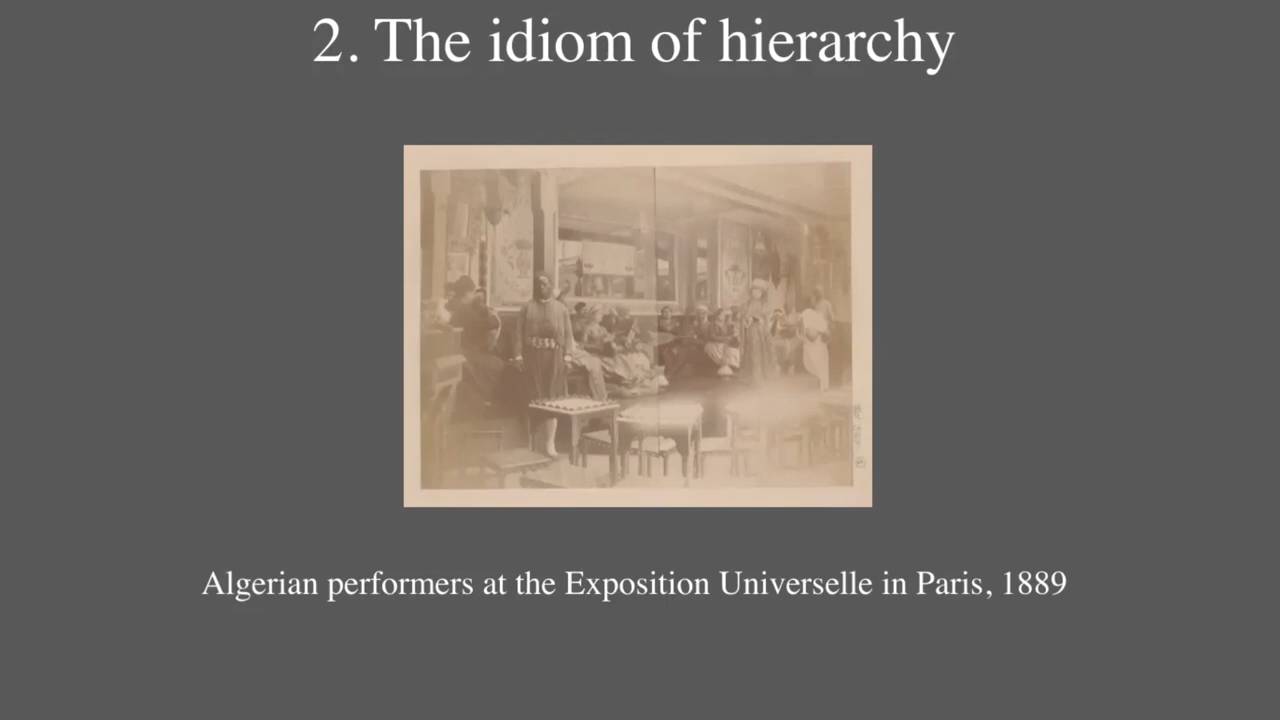 2. The idiom of hierarchy
Algerian performers at the Exposition Universelle in Paris, 1889